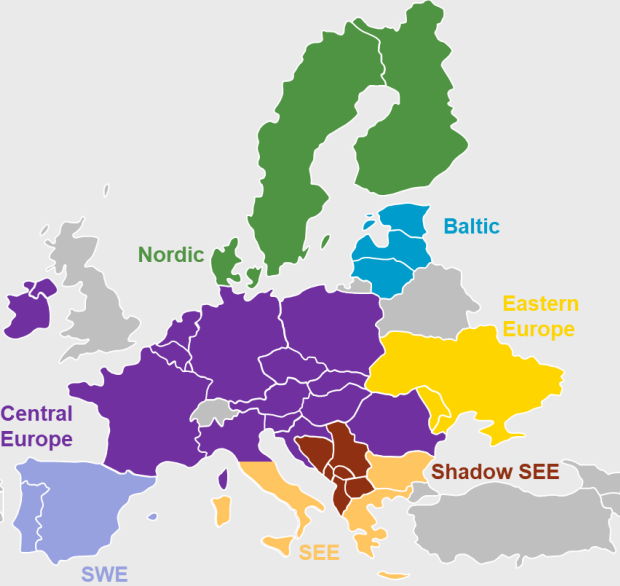 Nordic
Baltic
Eastern
Europe
Central
Europe
Shadow SEE
SEE
SWE